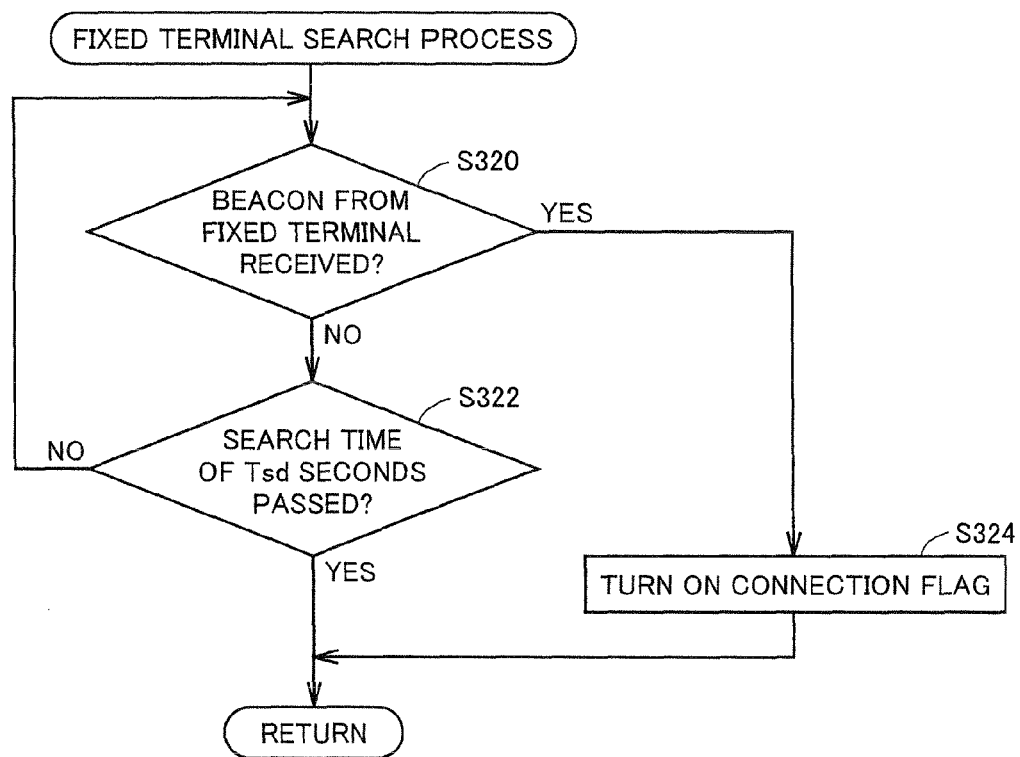 FIXED TERMINAL SEARCH PROCESS
S320
BEACON FROM
FIXED TERMINAL
RECEIVED?
YES
NO
S322
SEARCH TIME
OF Tsd SECONDS
PASSED?
NO
YES
S324
TURN ON CONNECTION FLAG
RETURN